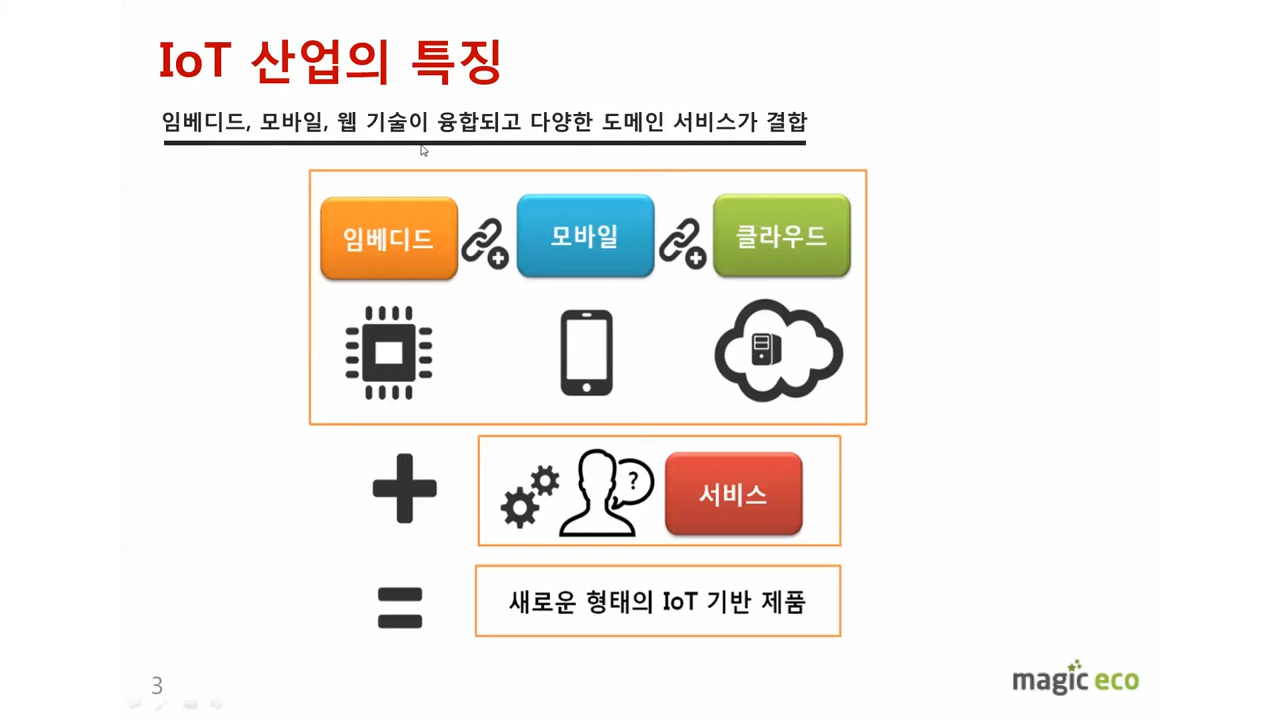 IoT 산업의 특징
임베디드, 모바일, 웹 기술이 융합되고 다양한 도메인 서비스가 결합
임베디드 모바일 클라우드
? 서비스
새로운 형태의 IoT 기반 제품
3
magic eco